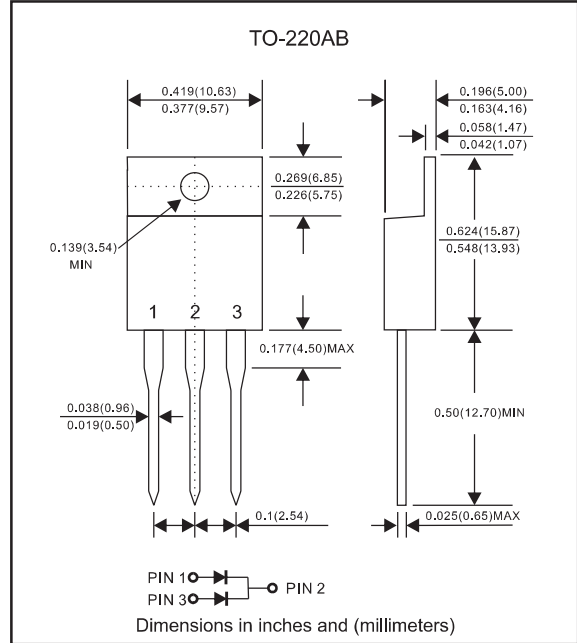 TO-220AB
0.419(10.63)
0.377(9.57)
0.196(5.00)
0.163(4.16)
0.058(1.47)
0.042(1.07)
0.269(6.85)
0.226(5.75)
0.139(3.54)
MIN
0.624(15.87)
0.548(13.93)
1 2 3
0.177(4.50)MAX
0.038(0.96)
0.019(0.50)
0.50(12.70)MIN
0.1(2.54)
0.025(0.65)MAX
PIN 1
PIN 2
PIN 3
Dimensions in inches and (millimeters)